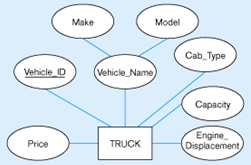 Make
Model
Cab_Type
Vehicle_ID
Vehicle_Name
Capacity
Price
TRUCK
Engine_
Displacement